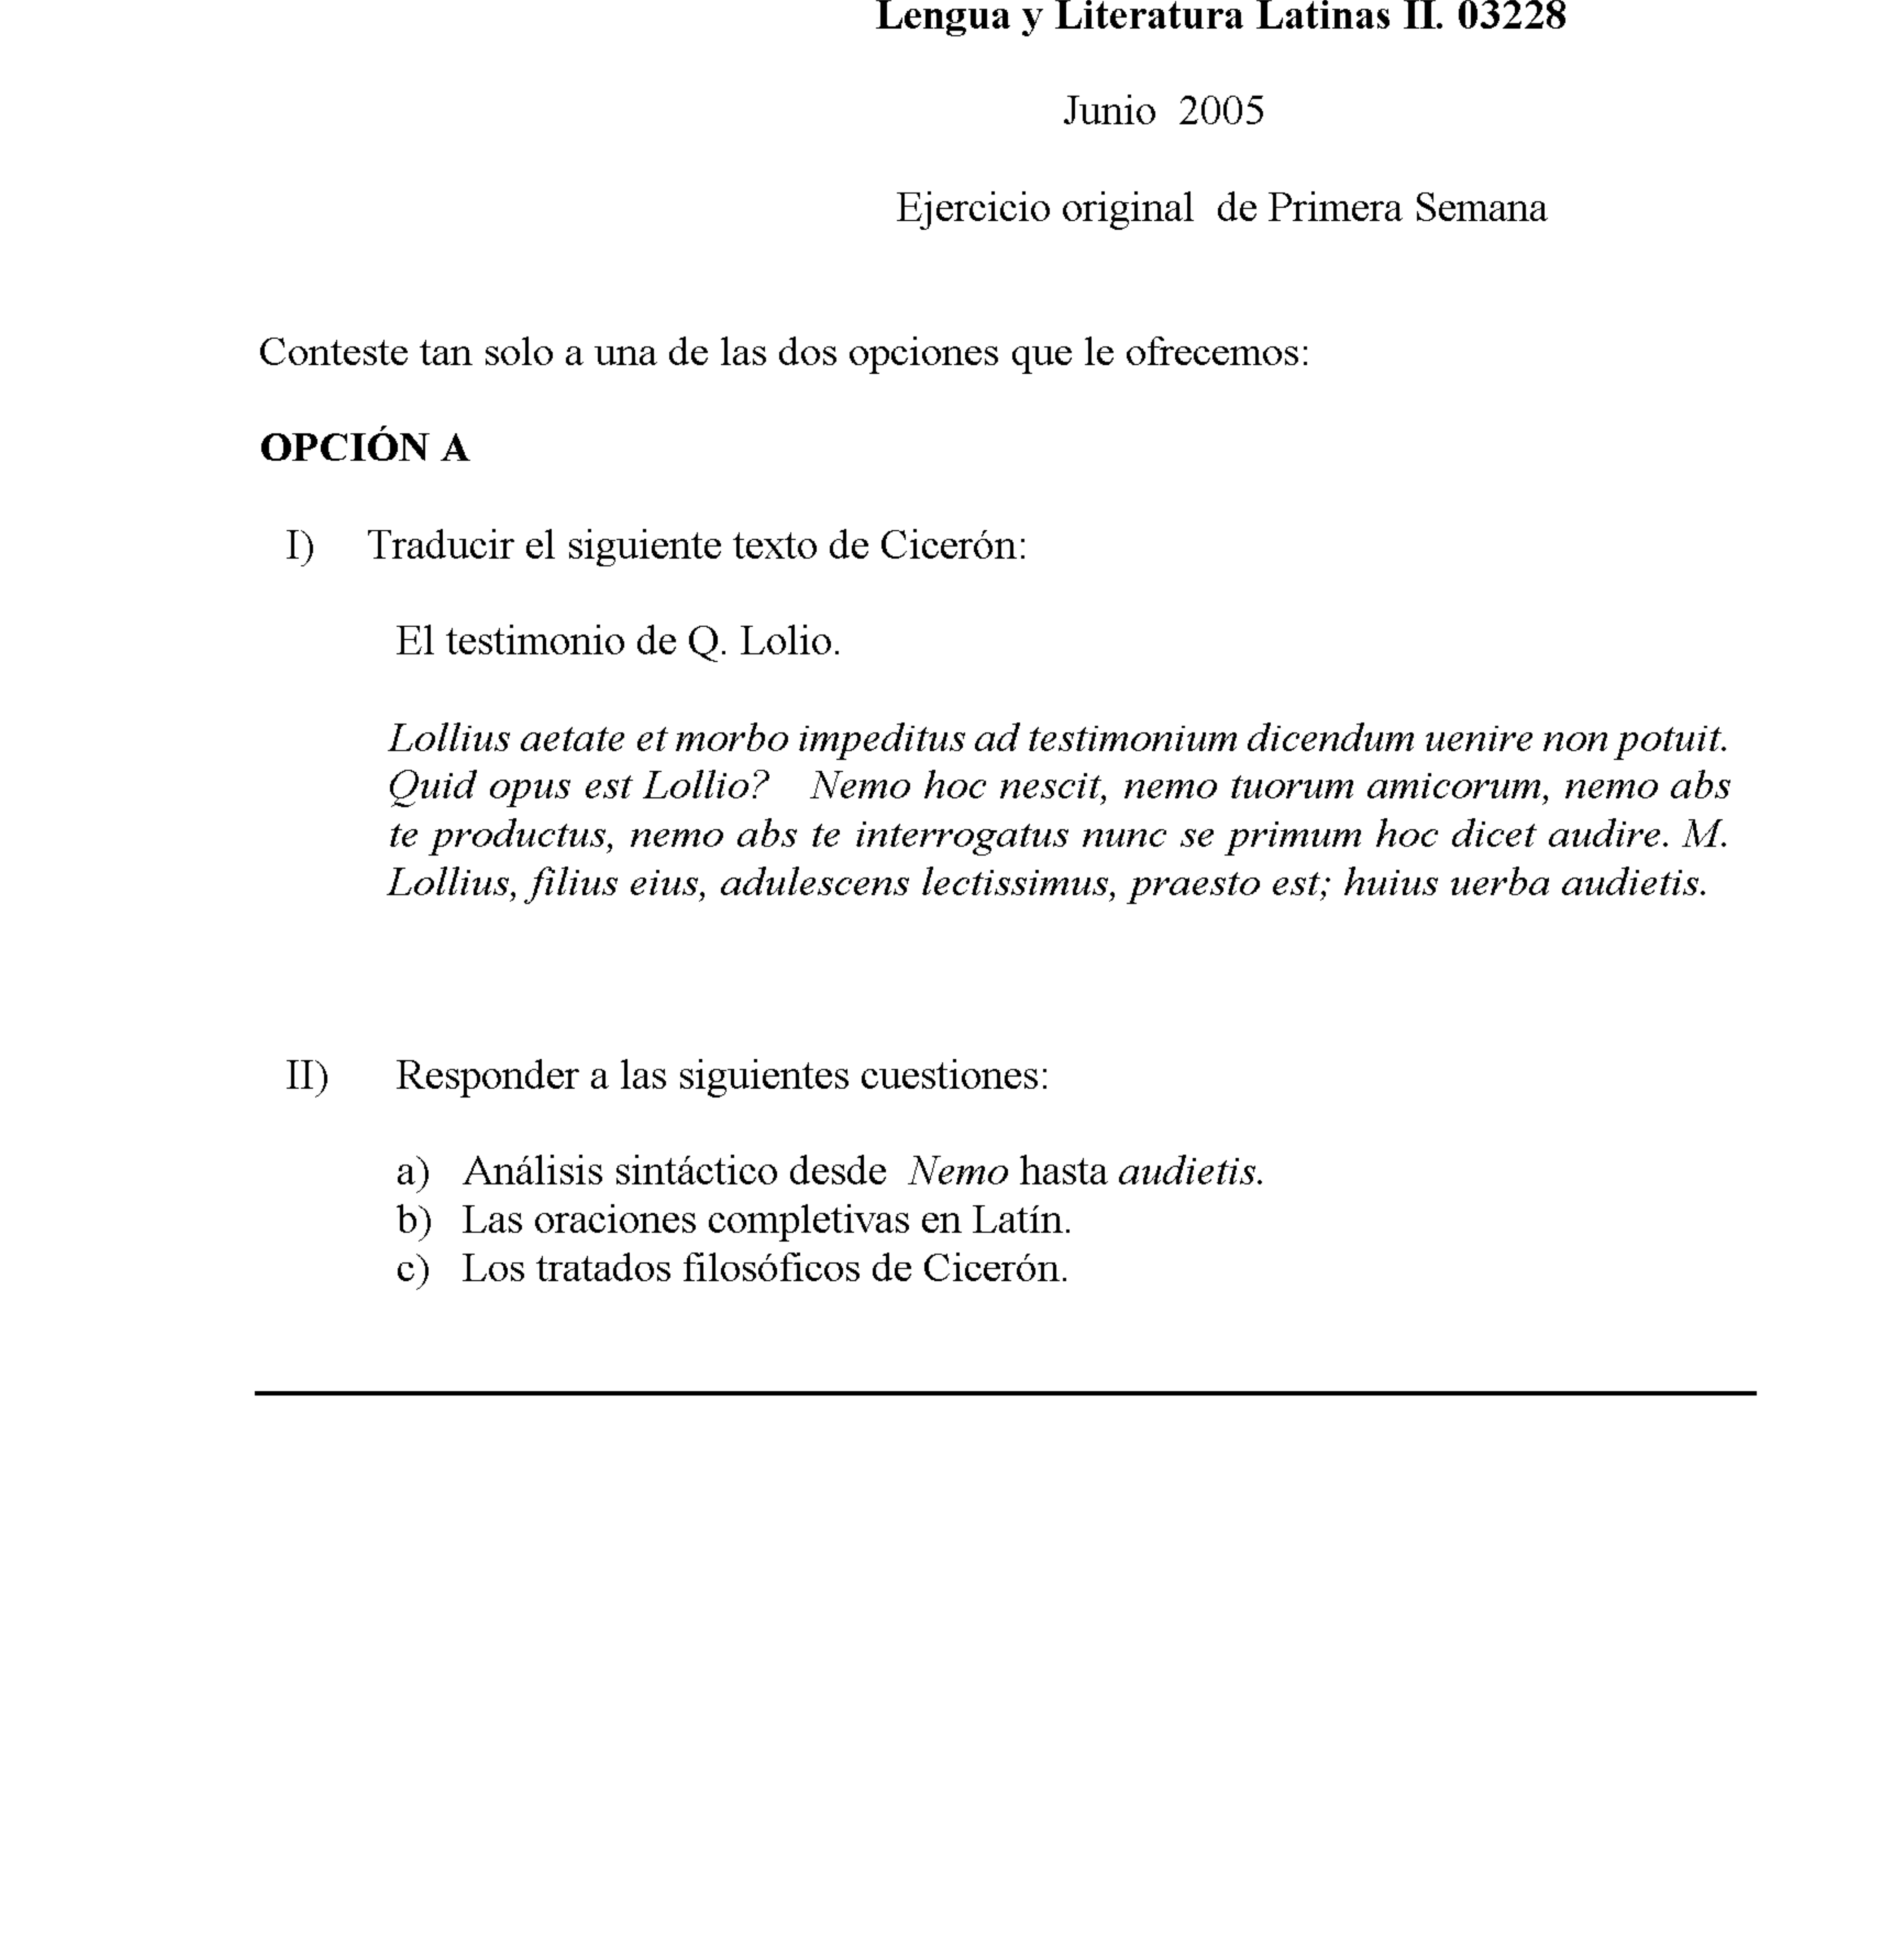 Lengua y Literatura Latinas II. 03228
Junio 2005
Ejercicio original de Primera Semana
Conteste tan solo a una de las dos opciones que le ofrecemos:
OPCIÓN A
I) Traducir el siguiente texto de Cicerón:
El testimonio de Q. Lolio.
Lollius aetate et morbo impeditus ad testimonium dicendum uenire non potuit.
Quid opus est Lollio? Nemo hoc nescit, nemo tuorum amicorum, nemo abs
te productus, nemo abs te interrogatus nunc se primum hoc dicet audire. M.
Lollius, filius eius, adulescens lectissimus, praesto est; huius uerba audietis.
II) Responder a las siguientes cuestiones:
a) Análisis sintáctico desde Nemo hasta audietis.
b) Las oraciones completivas en Latín.
c) Los tratados filosóficos de Cicerón.